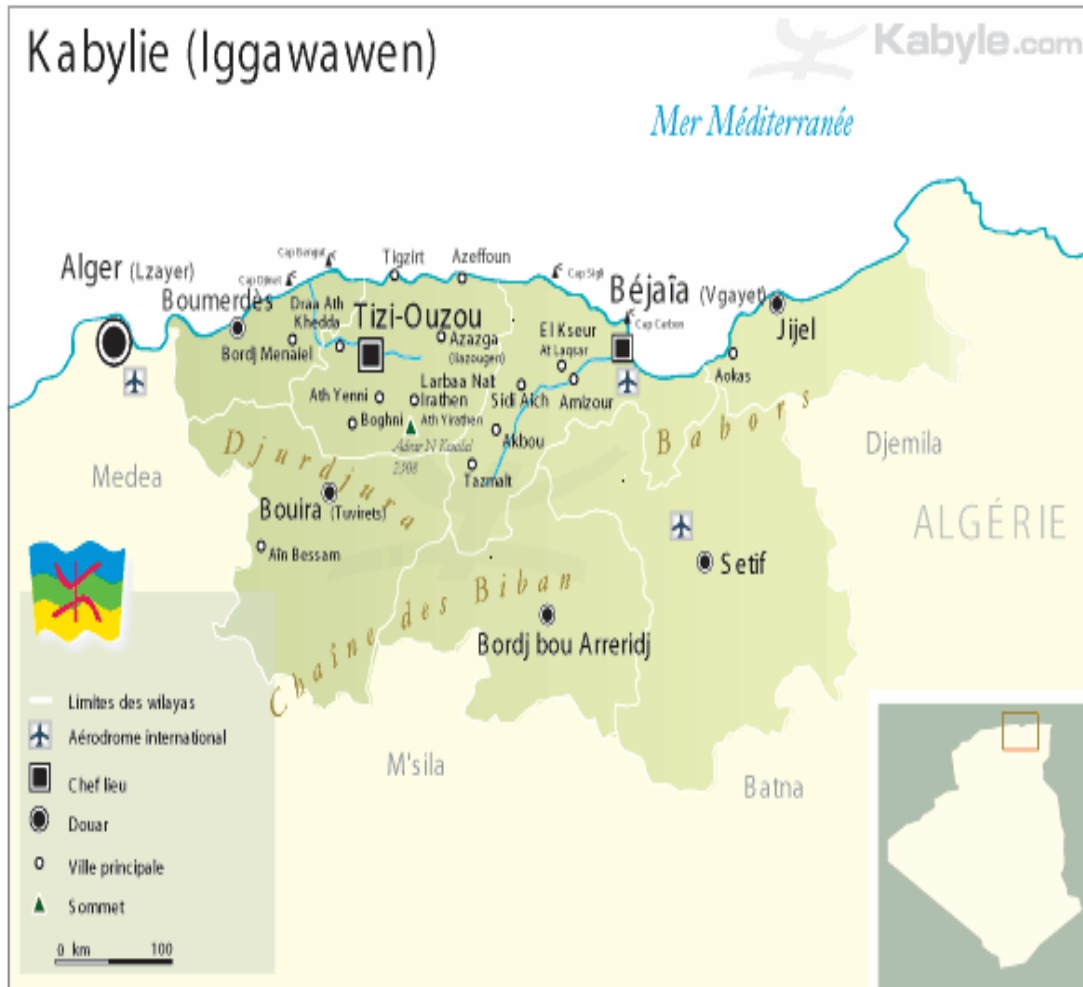 Kabylie (Iggawawen)
Kabyle.com
Mer Méditerranée
Cap Bengut
Tigzirt
Azeffoun
Cap Sigli
Alger (Lzayer)
Cap Djinet
Béjaïa (Vgayet)
Boumerdès
Draa Ath
Khedda
Tizi-Ouzou
Jijel
El Kseur
Cap Carbon
At Laqsar
Azazga
(Iazougen)
Bordj Menaiel
Aokas
Larbaa Nat
Irathen
Ath Yirathen
Ath Yenni
Sidi Aich
Amizour
Boghni
Babors
Djemila
Akbou
Djurdjura
2308
Medea
Tazmalt
Bouira (Tuvirets)
ALGÉRIE
Aïn Bessam
Setif
Chaîne des Biban
Bordj bou Arreridj
Limites des wilayas
Aérodrome international
M'sila
Chef lieu
Batna
Douar
Ville principale
Sommet
0 km 100